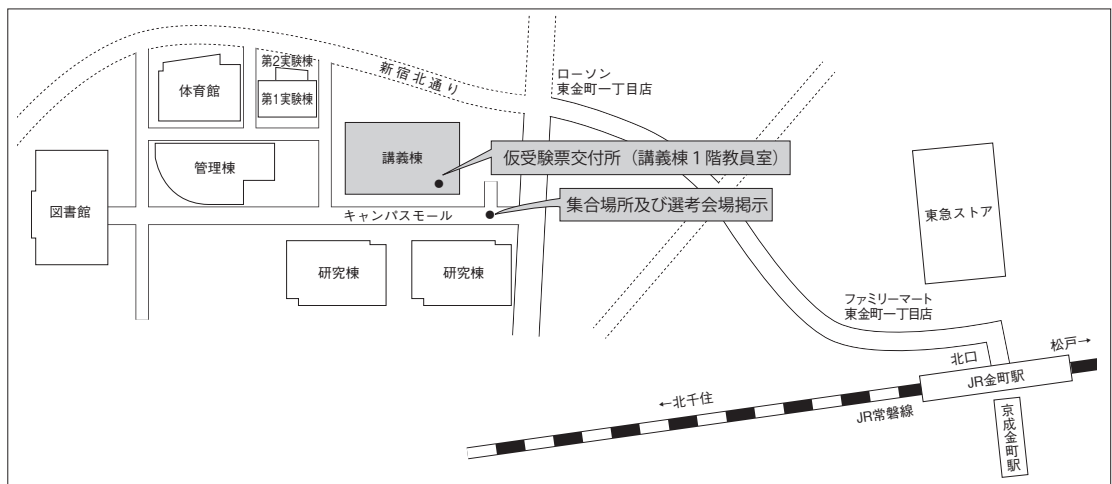 第2実験棟
体育館
第1実験棟
新宿北通り
ローソン
東金町一丁目店
講義棟
仮受験票交付所（講義棟1階教員室）
管理棟
図書館
キャンパスモール
集合場所及び選考会場掲示
東急ストア
研究棟
研究棟
ファミリーマート
東金町一丁目店
北口
松戸→
JR金町駅
←北千住
JR常磐線
京成金町駅